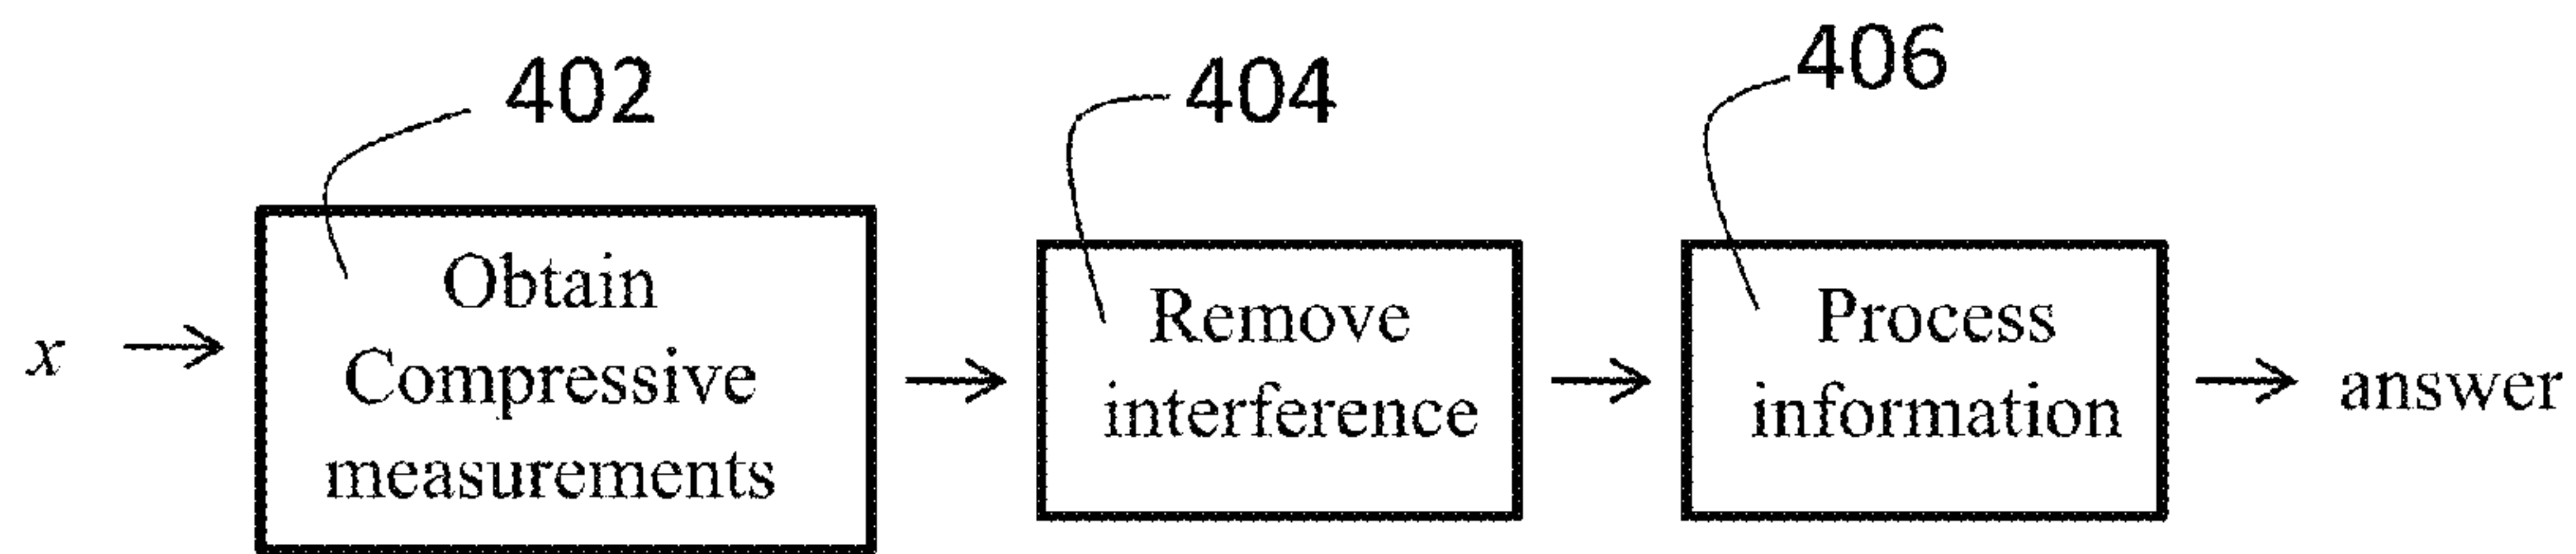 402
404
406
x
Obtain
Compressive
measurements
Remove
interference
Process
information
answer